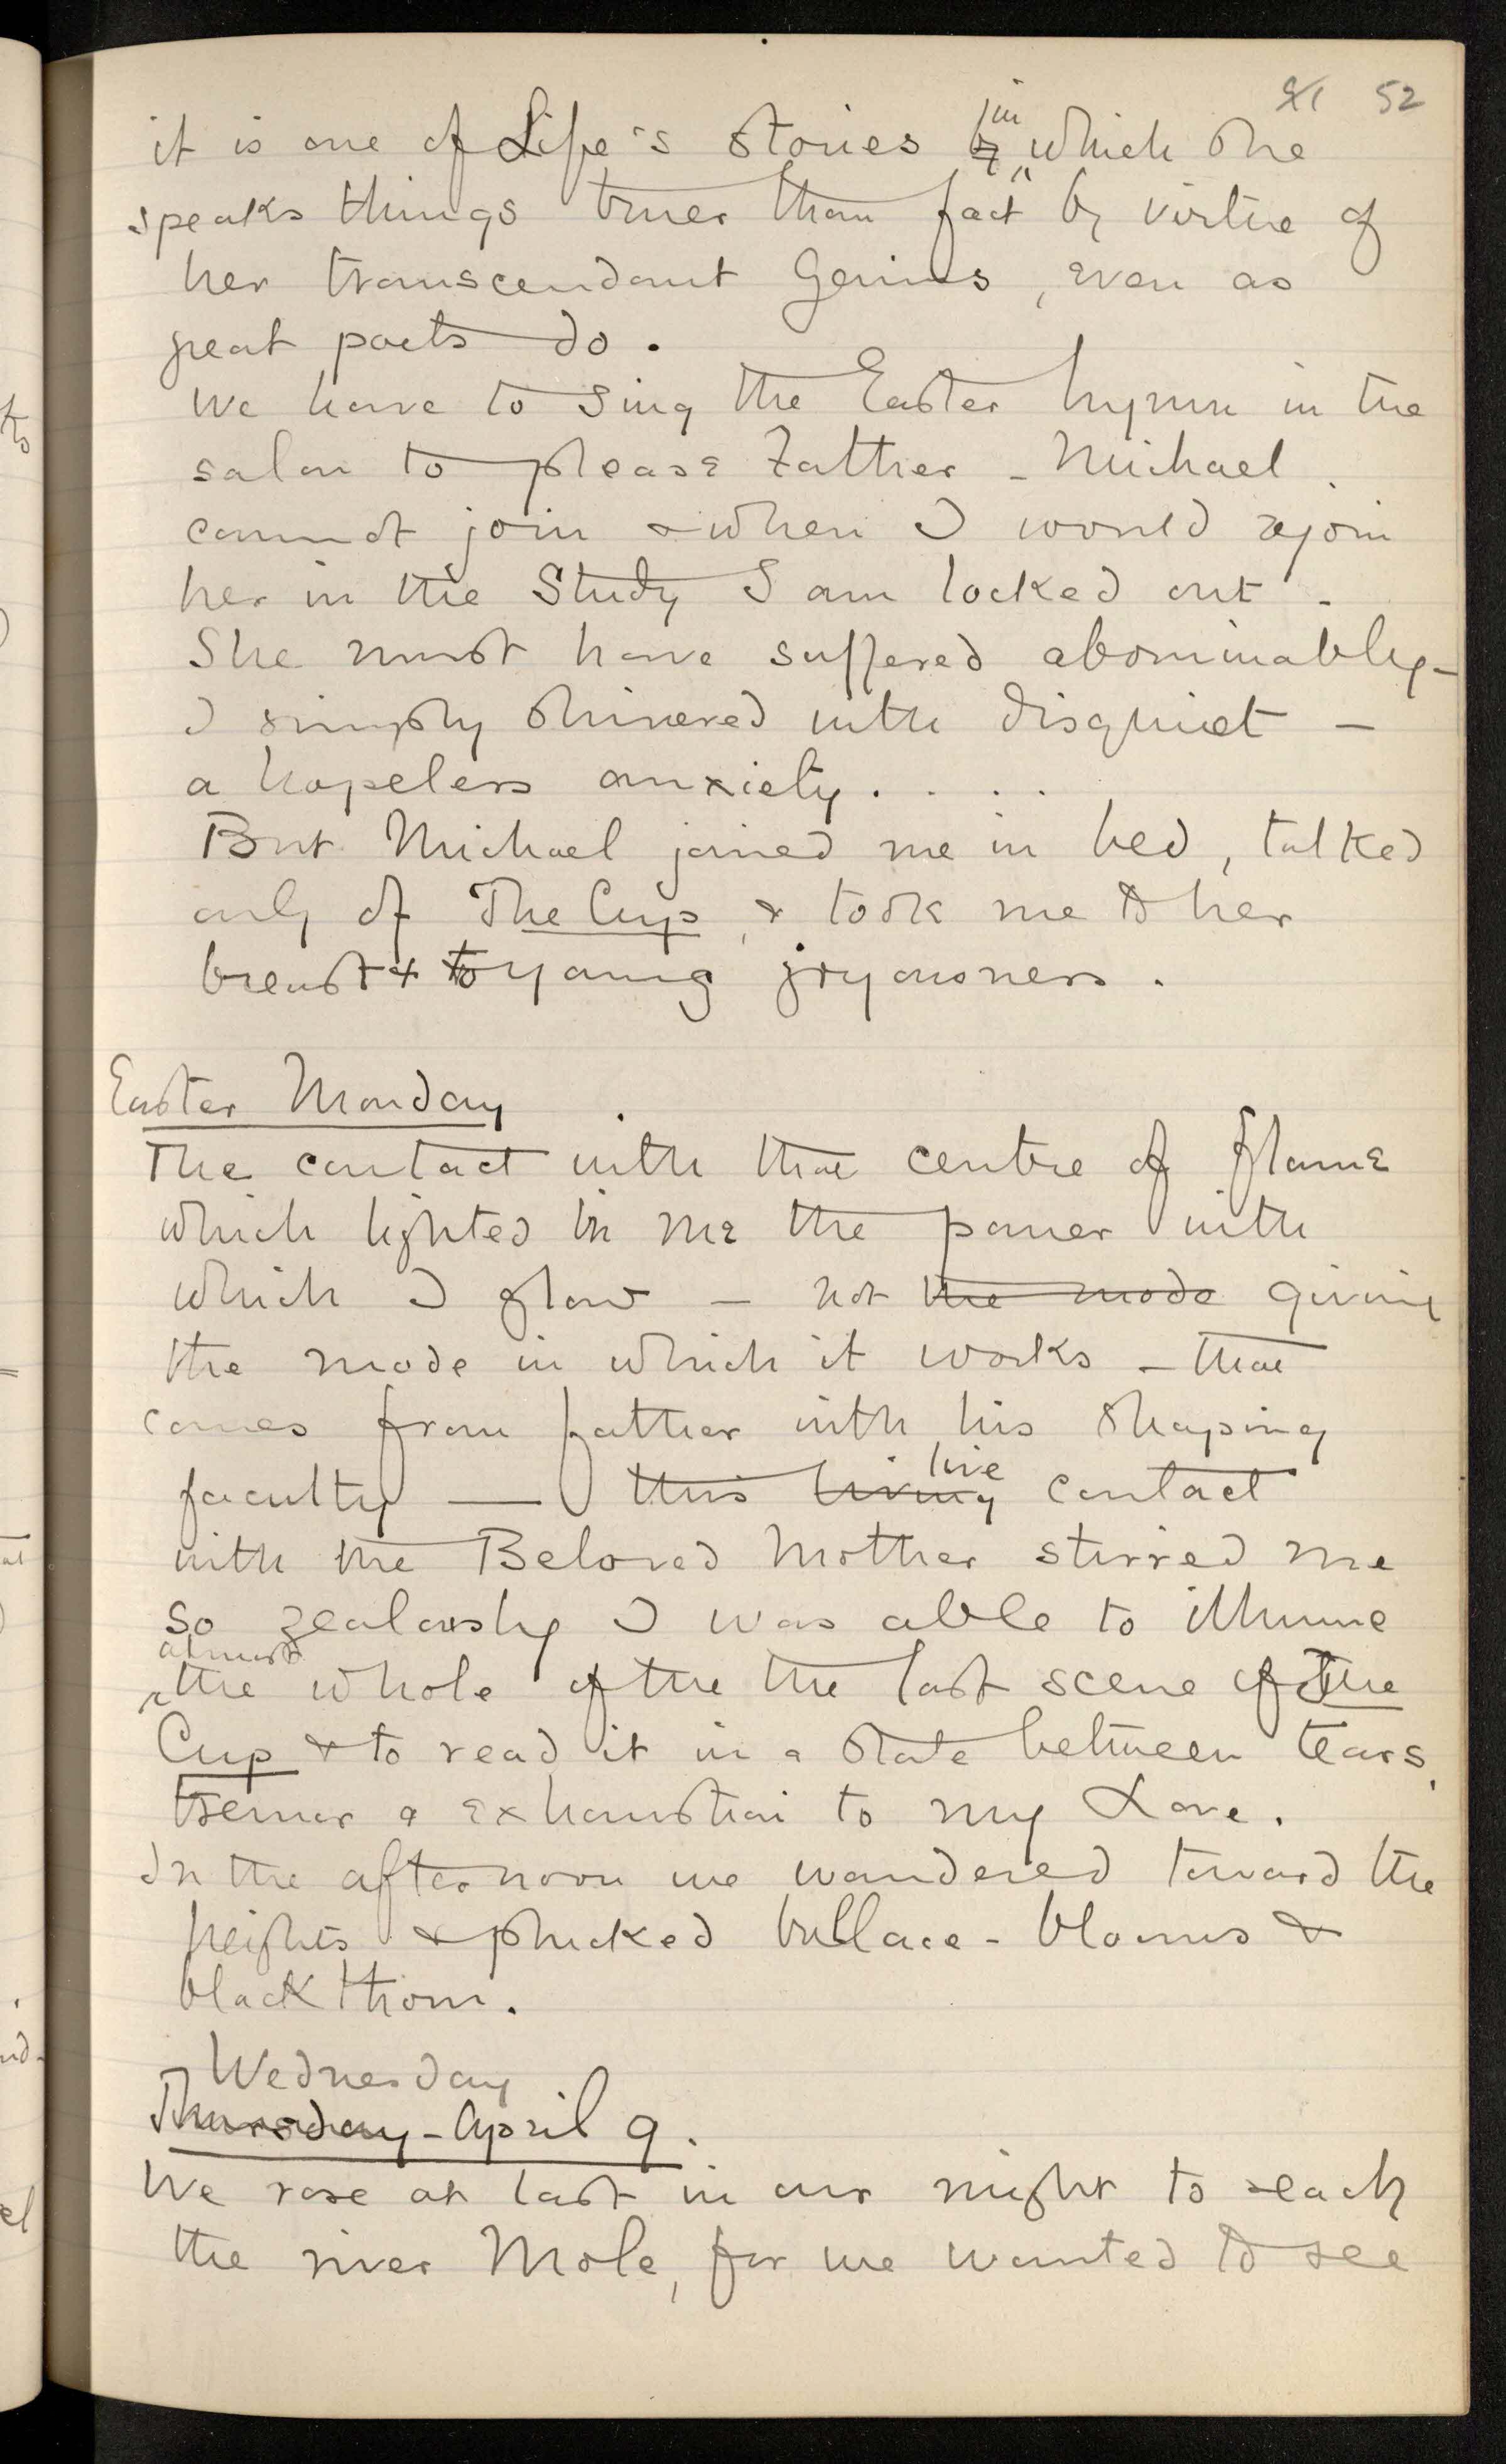 52
it is one of Life's stories in by which she
speaks things truer than fact by virtue of
her transcendant Genius, even as
great poets do.
We have to sing the Easter hymn in the
salon to please Father - Michael
cannot join & when I would rejoin
her in the Study I am locked out -
She must have suffered abominably -
I simply shivered with disquiet -
a hopeless anxiety. . . .
But Michael joined me in bed, talked
only of The Cup, & took me to her
breast & to young joyousness.
Easter Monday
The contact with that centre of flame
which lighted in me the power with
which I glow - not the mode giving
the mode in which it works - that
comes from father with his shaping
faculty — this living live contact
with the Beloved Mother stirred me
so zealously I was able to illume
almost
the whole of the the last scene of The
Cup & to read it in a state between tears,
tremor & exhaustion to my Love.
In the afternoon we wandered toward the
heights & plucked bullace-blooms &
blackthorn.
Wednesday
Thursday - April 9.
We rose at last in our might to reach
the river Mole, for we wanted to see